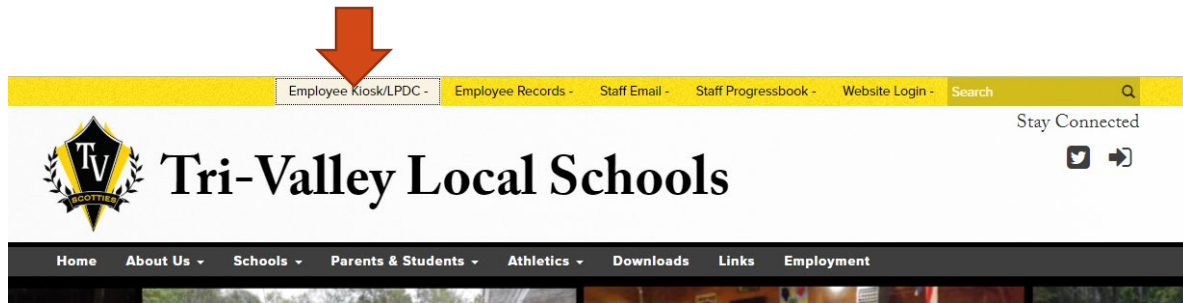 Employee Kiosk/LPDC - Employee Records - Staff Email - Staff Progressbook - Website Login - Search
Stay Connected
TV
SCOTTIES
Tri-Valley Local Schools
Home About Us Schools Parents & Students Athletics Downloads Links Employment